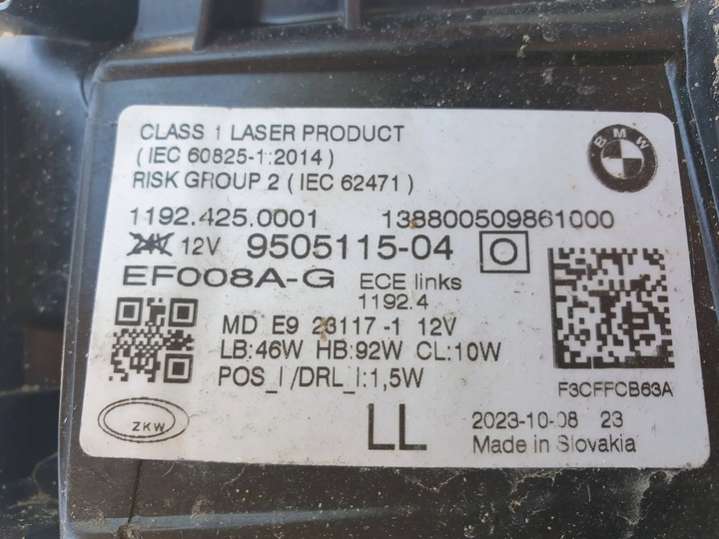 CLASS 1 LASER PRODUCT
(IEC 60825-1:2014)
RISK GROUP 2 (IEC 62471)
BMW
1192.425.0001 138800509861000
24V 12V 9505115-04
EF008A-G ECE links
1192.4
MD E9 23117-1 12V
LB:46W HB:92W CL:10W
POS_I/DRL_I:1,5W
F3CFFCB63A
ZKW
LL
2023-10-08 23
Made in Slovakia